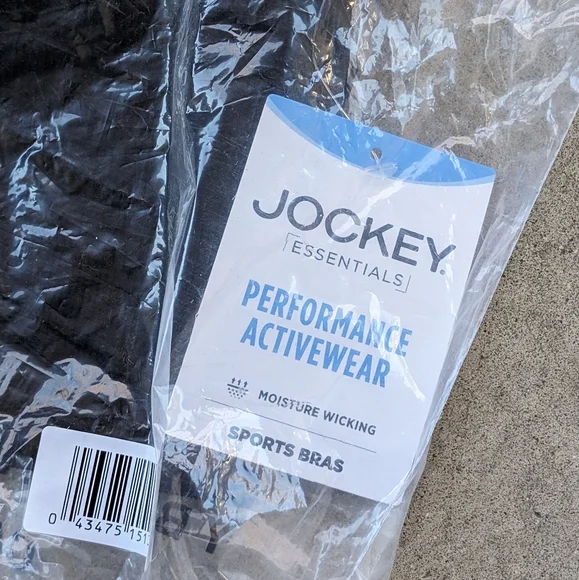 JOCKEY®
ESSENTIALS
PERFORMANCE
ACTIVEWEAR
MOISTURE WICKING
SPORTS BRAS
0 43475 151